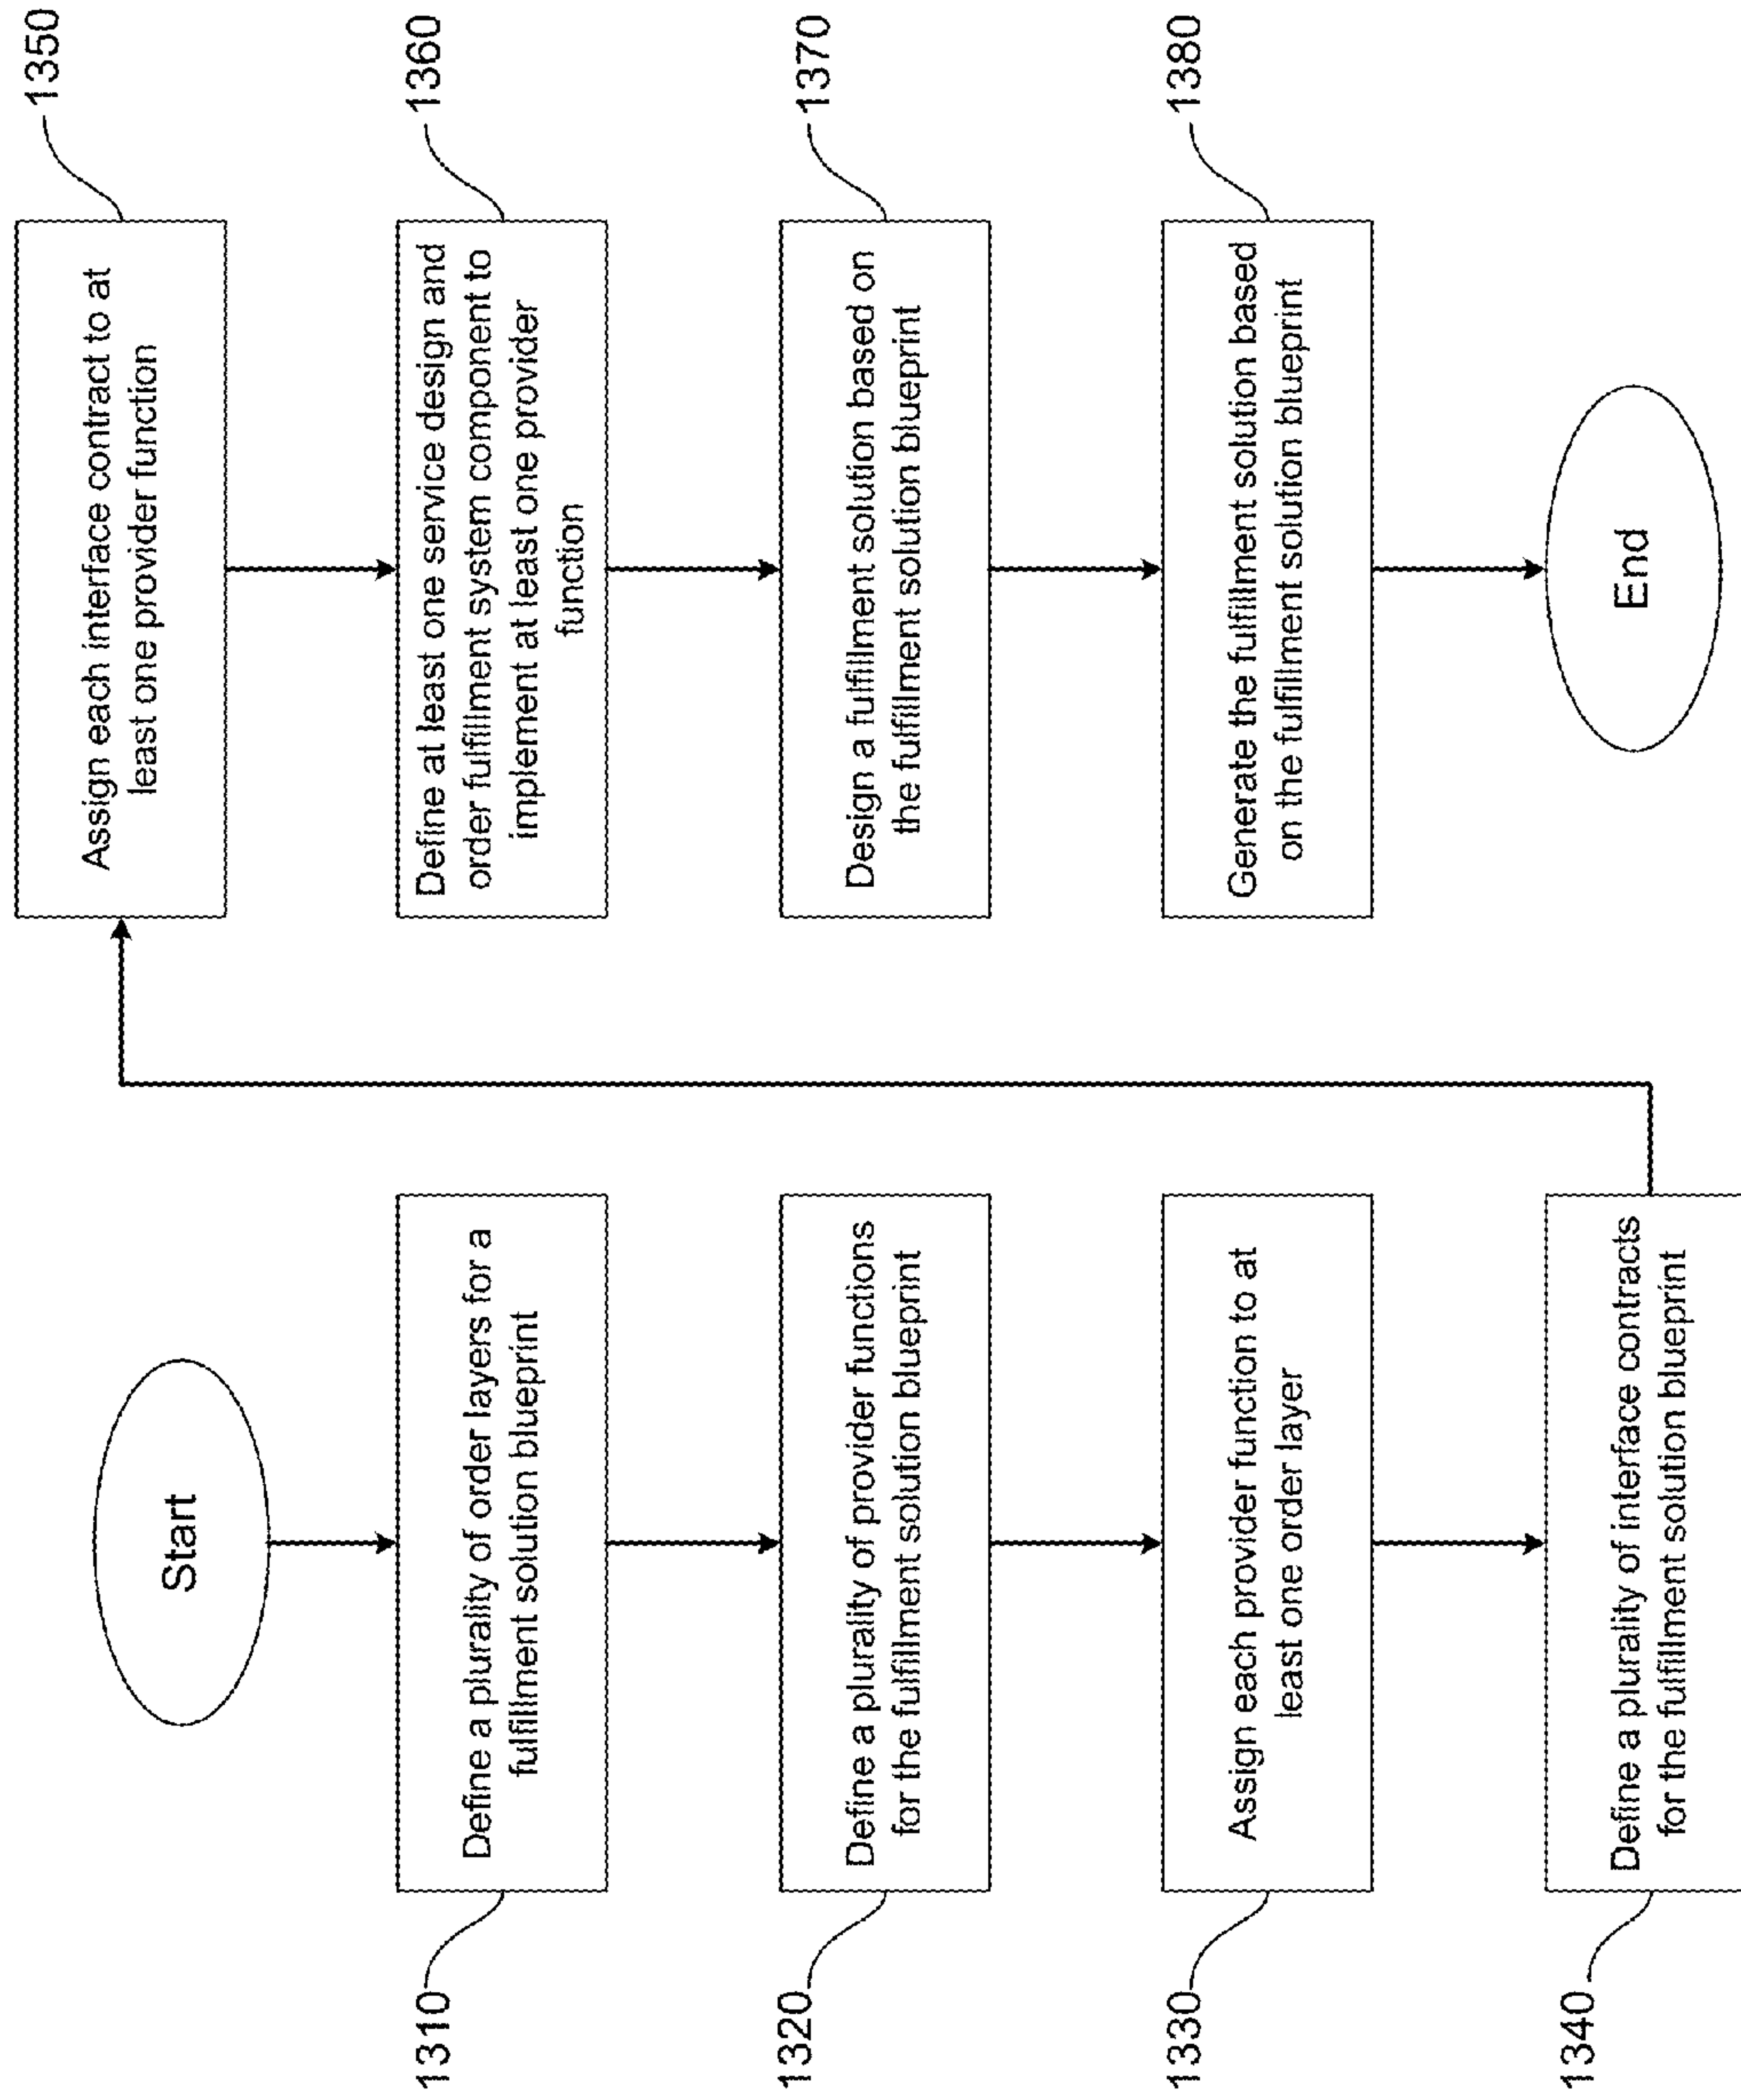 Start
1310
Define a plurality of order layers for a
fulfillment solution blueprint
1320
Define a plurality of provider functions
for the fulfillment solution blueprint
1330
Assign each provider function to at
least one order layer
1340
Define a plurality of interface contracts
for the fulfillment solution blueprint
1350
Assign each interface contract to at
least one provider function
1360
Define at least one service design and
order fulfillment system component to
implement at least one provider
function
1370
Design a fulfillment solution based on
the fulfillment solution blueprint
1380
Generate the fulfillment solution based
on the fulfillment solution blueprint
End